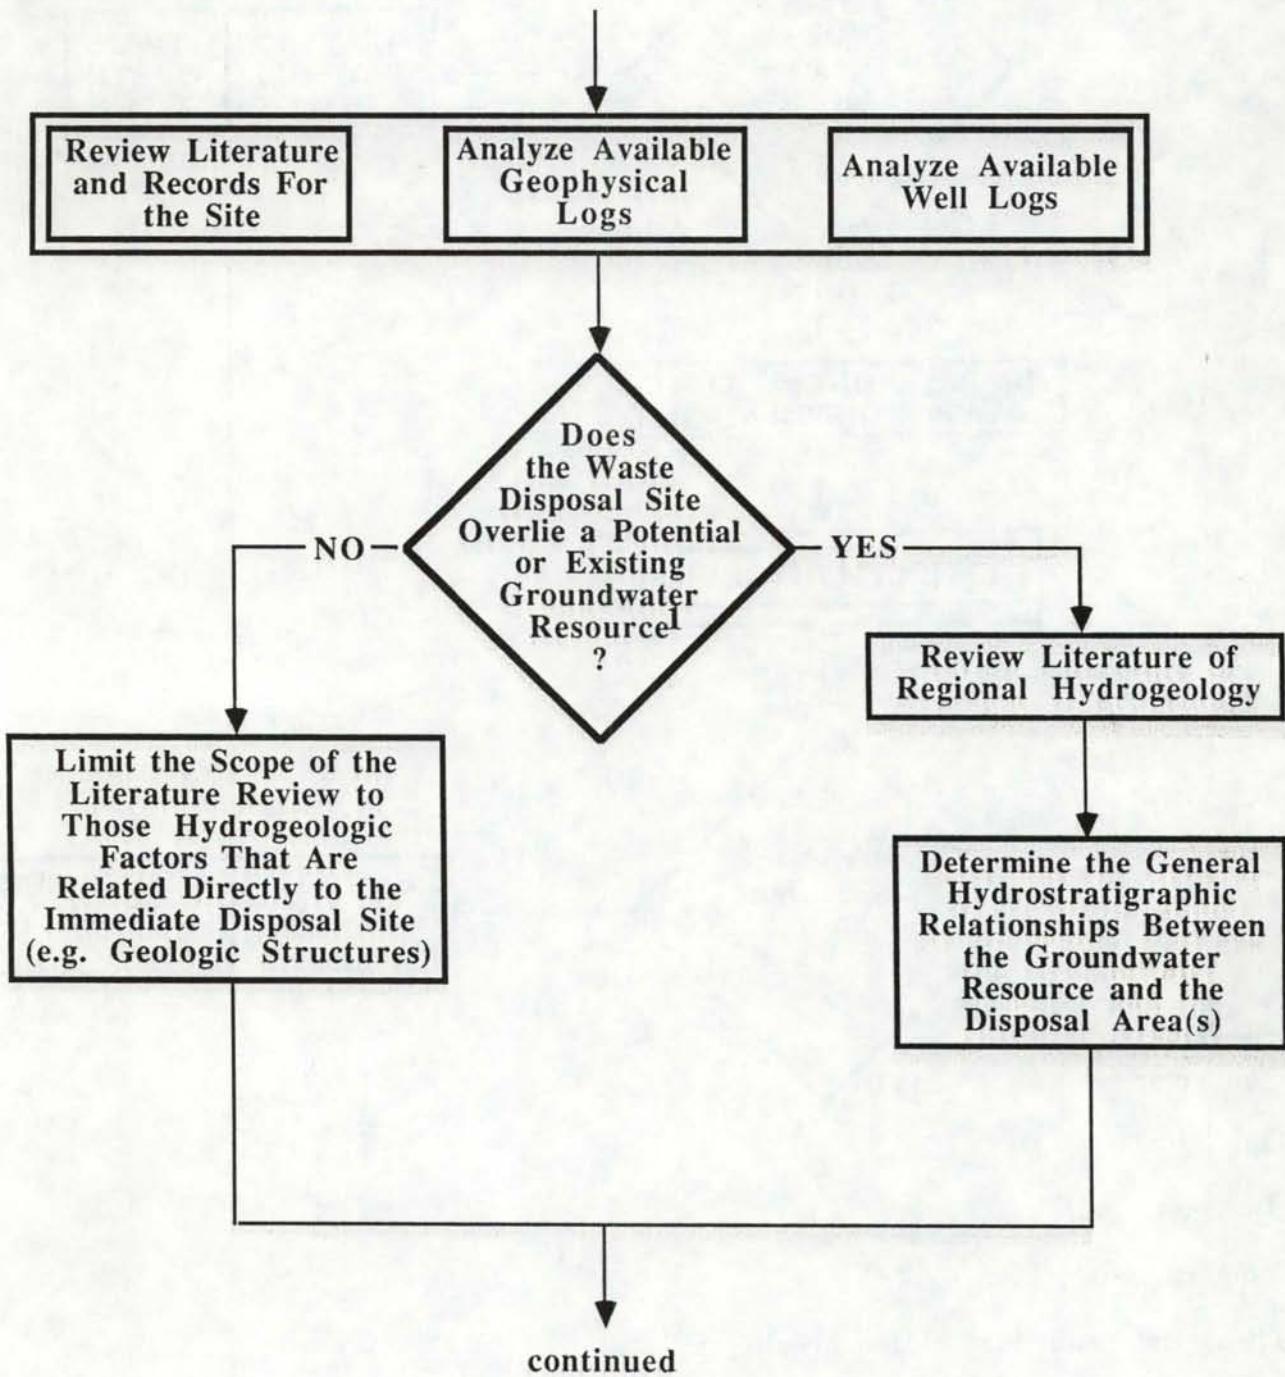 Review Literature
and Records For
the Site
Analyze Available
Geophysical
Logs
Analyze Available
Well Logs
Does
the Waste
Disposal Site
Overlie a Potential
or Existing
Groundwater
Resource1
?
NO
YES
Limit the Scope of the
Literature Review to
Those Hydrogeologic
Factors That Are
Related Directly to the
Immediate Disposal Site
(e.g. Geologic Structures)
Review Literature of
Regional Hydrogeology
Determine the General
Hydrostratigraphic
Relationships Between
the Groundwater
Resource and the
Disposal Area(s)
continued